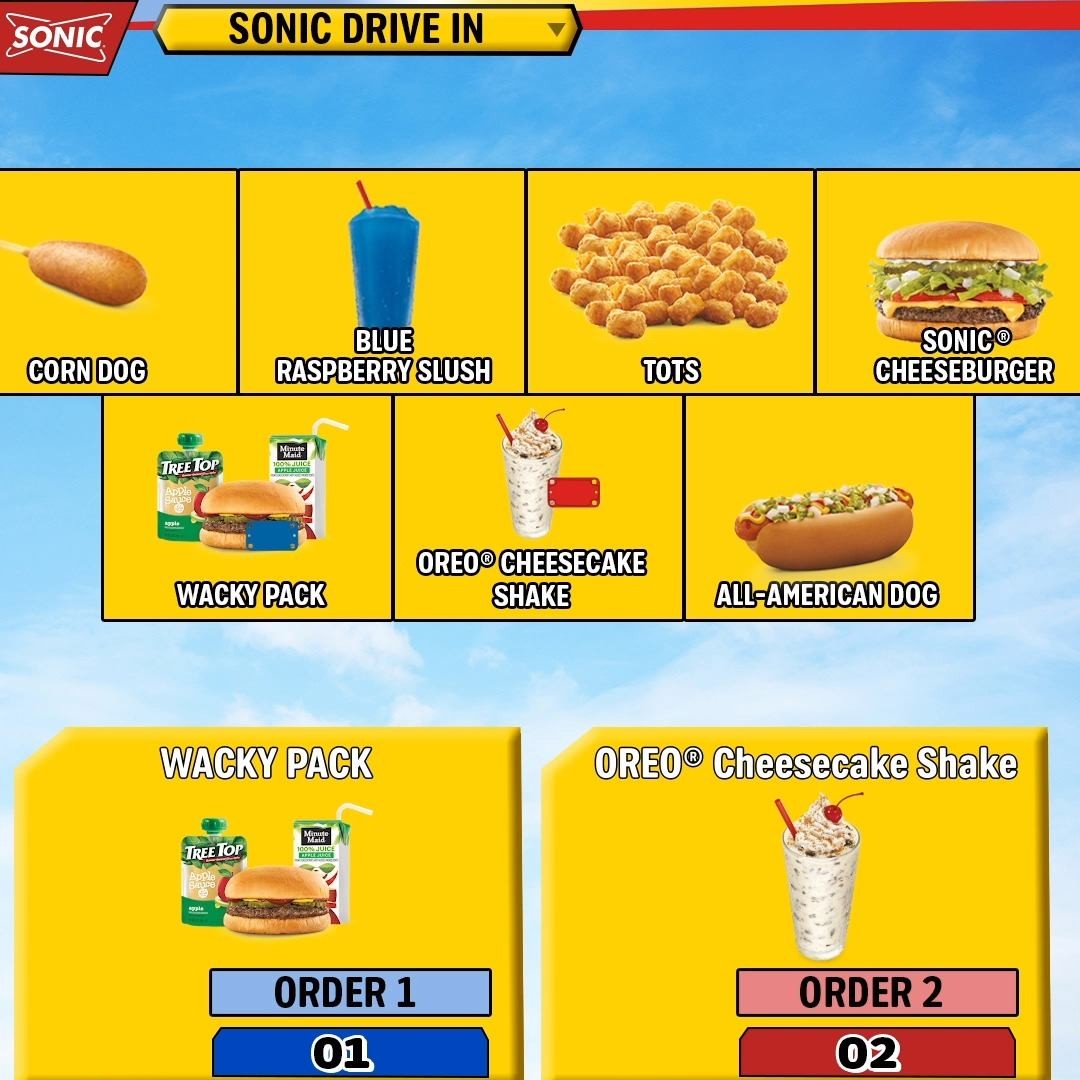 SONIC
SONIC DRIVE IN
CORN DOG
BLUE
RASPBERRY SLUSH
TOTS
SONIC®
CHEESEBURGER
TREE TOP
Apple
Sauce
apple
Minute
Maid
100% JUICE
APPLE JUICE
WACKY PACK
OREO® CHEESECAKE
SHAKE
ALL-AMERICAN DOG
WACKY PACK
TREE TOP
Apple
Sauce
apple
Minute
Maid
100% JUICE
APPLE JUICE
ORDER 1
01
OREO® Cheesecake Shake
ORDER 2
02